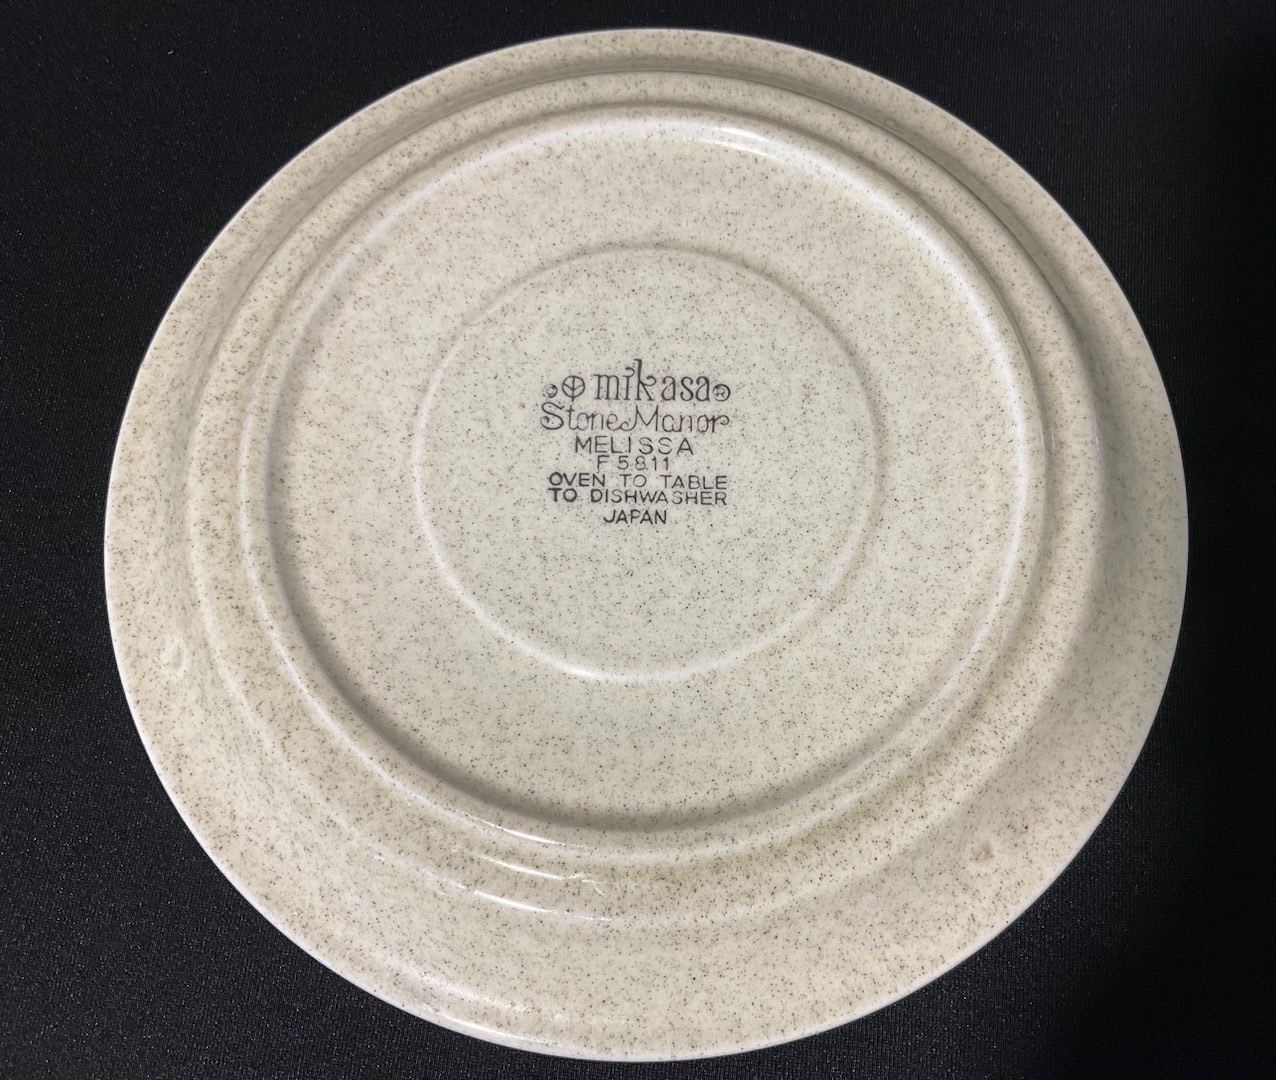 mikasa
Stone Manor
MELISSA
F 5811
OVEN TO TABLE
TO DISHWASHER
JAPAN